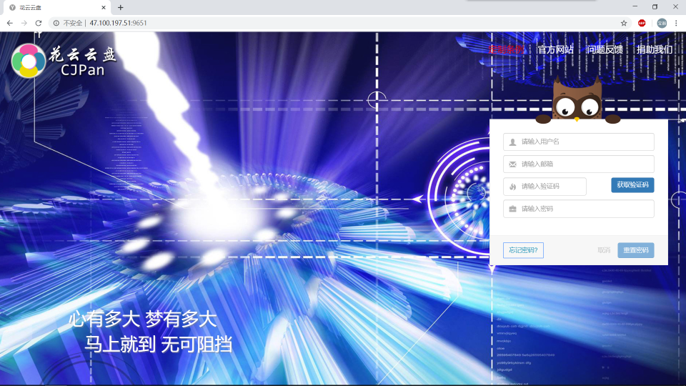 花云云盘
不安全 | 47.100.197.51:9651
花云云盘
CJPan
官方网站
问题反馈
捐助我们
请输入用户名
请输入邮箱
请输入验证码
获取验证码
请输入密码
忘记密码?
取消
重置密码
心有多大 梦有多大
马上就到 无可阻挡